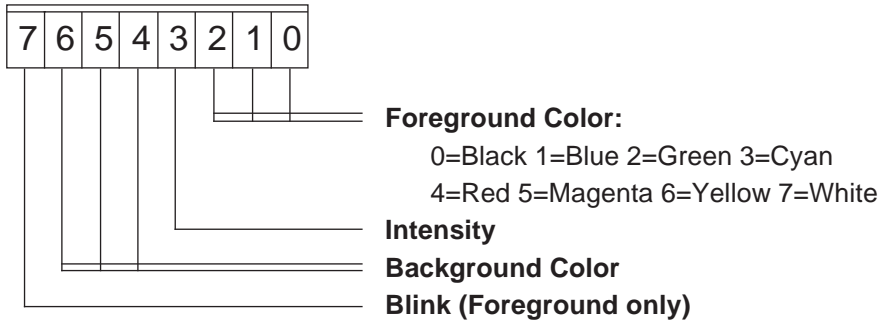 7 6 5 4 3 2 1 0
Foreground Color:
0=Black 1=Blue 2=Green 3=Cyan
4=Red 5=Magenta 6=Yellow 7=White
Intensity
Background Color
Blink (Foreground only)